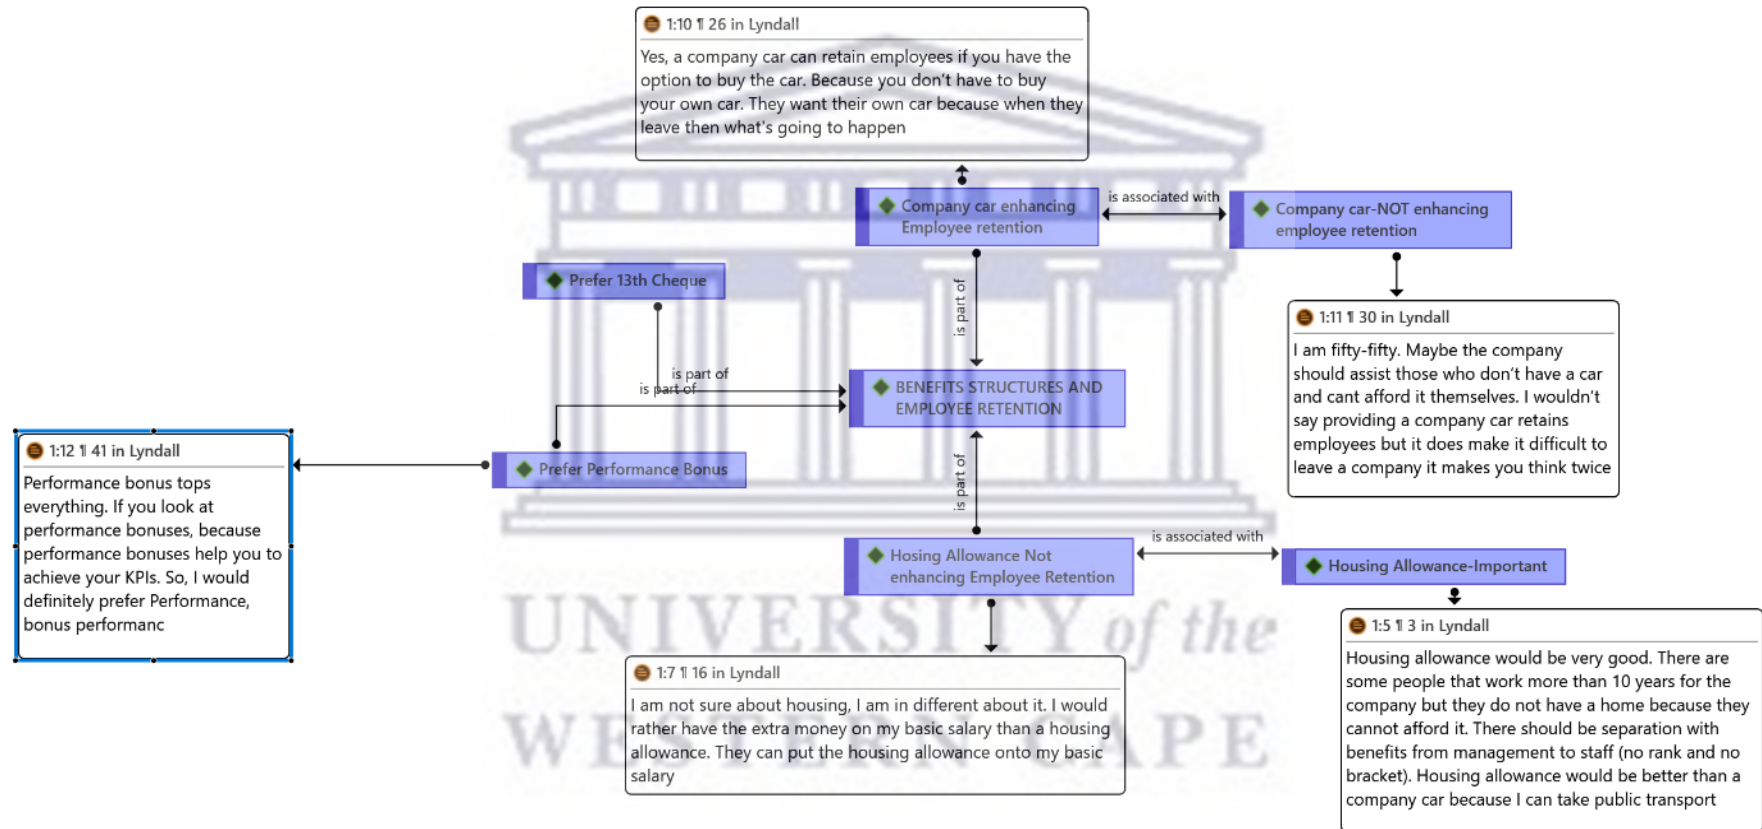 1:10 ¶ 26 in Lyndall
Yes, a company car can retain employees if you have the
option to buy the car. Because you don't have to buy
your own car. They want their own car because when they
leave then what's going to happen
Company car enhancing
Employee retention
is associated with
Company car-NOT enhancing
employee retention
Prefer 13th Cheque
is part of
1:11 ¶ 30 in Lyndall
I am fifty-fifty. Maybe the company
should assist those who don't have a car
and cant afford it themselves. I wouldn't
say providing a company car retains
employees but it does make it difficult to
leave a company it makes you think twice
is part of
is part of
BENEFITS STRUCTURES AND
EMPLOYEE RETENTION
1:12 ¶ 41 in Lyndall
Performance bonus tops
everything. If you look at
performance bonuses, because
performance bonuses help you to
achieve your KPIs. So, I would
definitely prefer Performance,
bonus performanc
Prefer Performance Bonus
is part of
Hosing Allowance Not
enhancing Employee Retention
is associated with
Housing Allowance-Important
1:7 ¶ 16 in Lyndall
I am not sure about housing, I am in different about it. I would
rather have the extra money on my basic salary than a housing
allowance. They can put the housing allowance onto my basic
salary
1:5 ¶ 3 in Lyndall
Housing allowance would be very good. There are
some people that work more than 10 years for the
company but they do not have a home because they
cannot afford it. There should be separation with
benefits from management to staff (no rank and no
bracket). Housing allowance would be better than a
company car because I can take public transport
UNIVERSITY of the
WESTERN CAPE